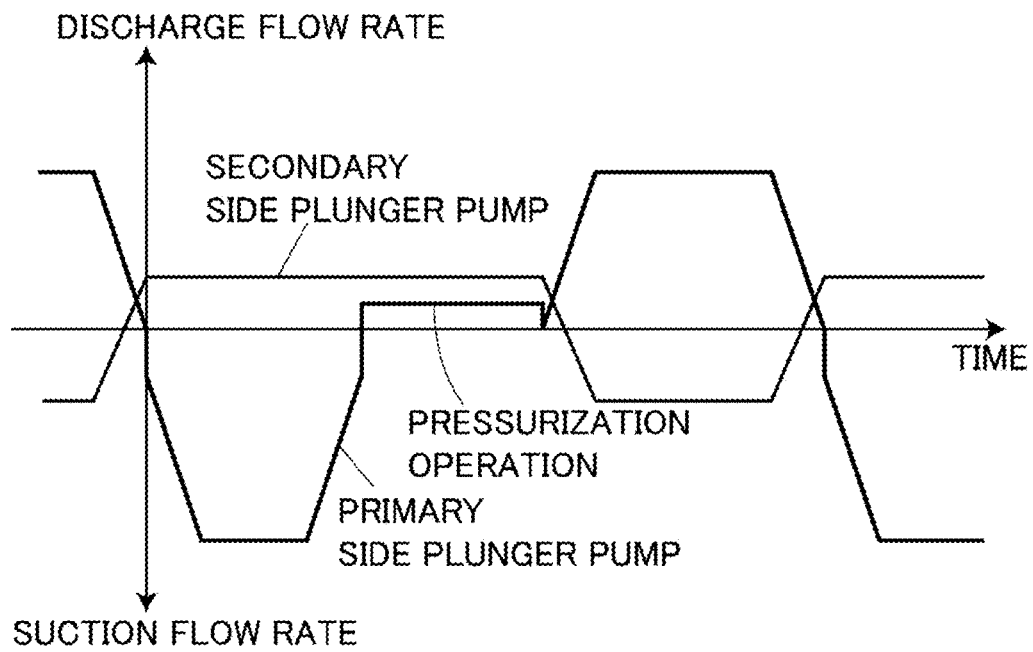 DISCHARGE FLOW RATE
SECONDARY
SIDE PLUNGER PUMP
TIME
PRESSURIZATION
OPERATION
PRIMARY
SIDE PLUNGER PUMP
SUCTION FLOW RATE